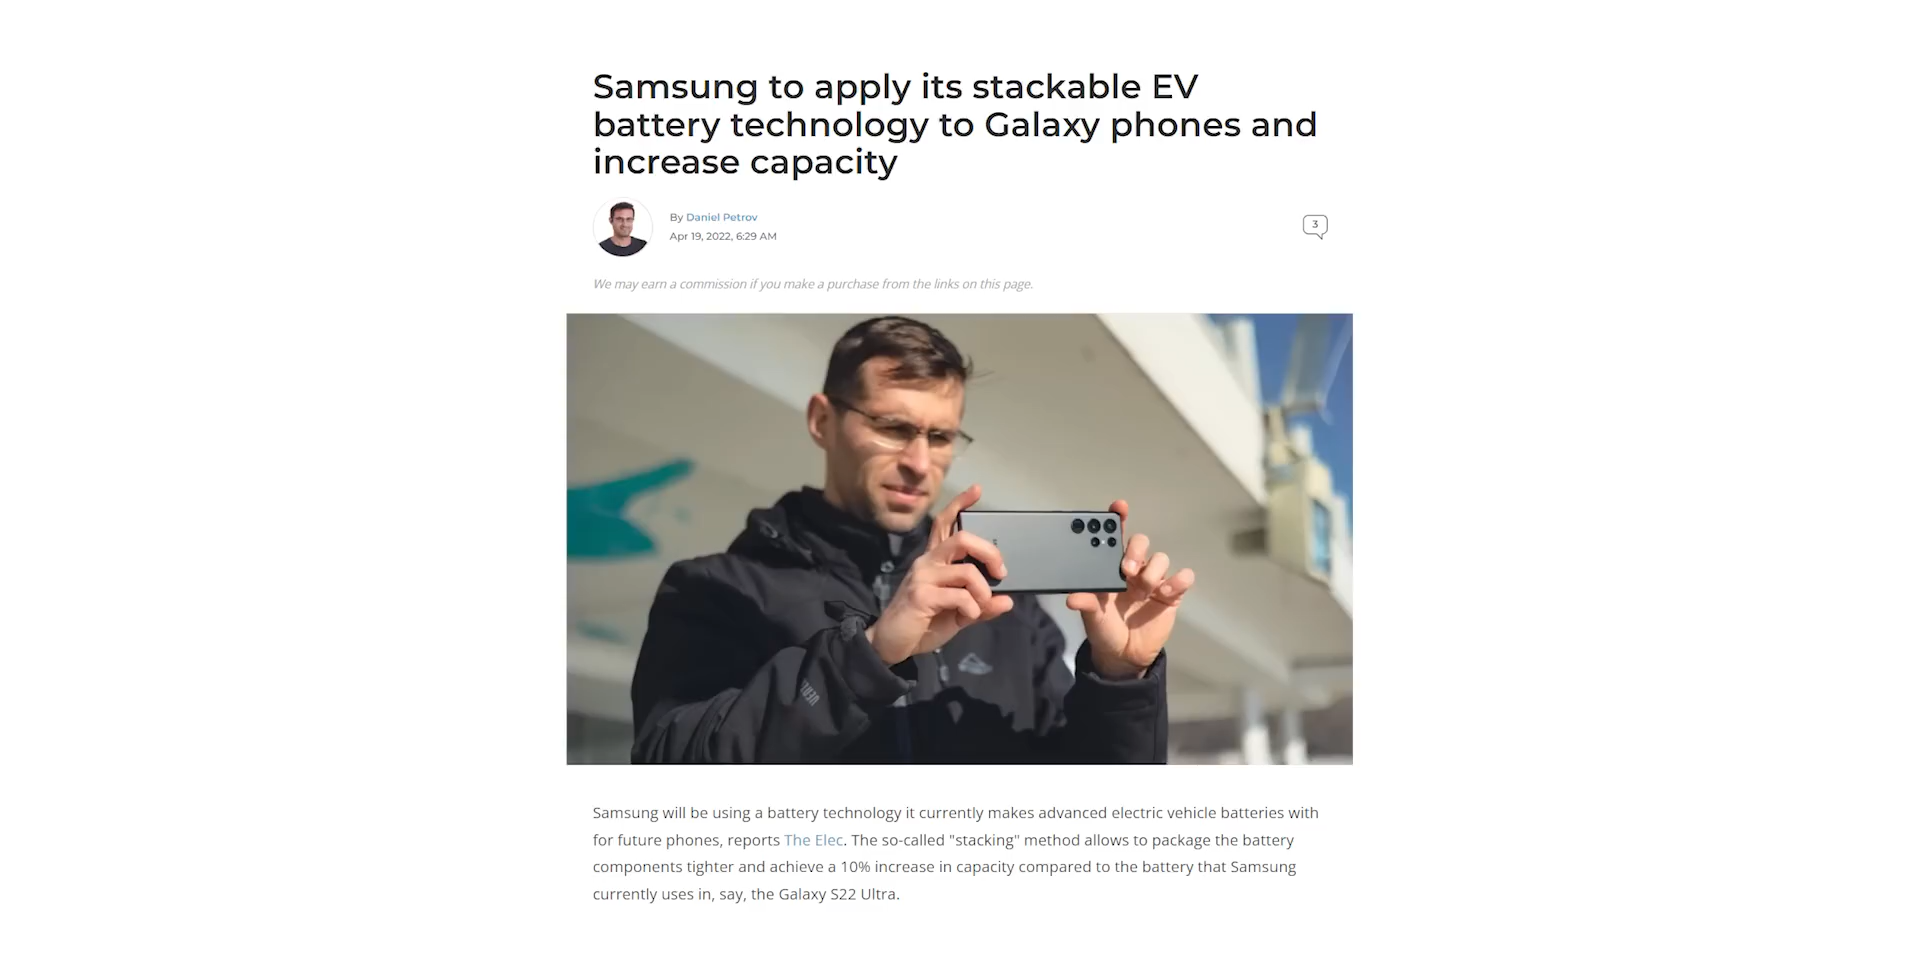 Samsung to apply its stackable EV
battery technology to Galaxy phones and
increase capacity
By Daniel Petrov
Apr 19, 2022, 6:29 AM
3
We may earn a commission if you make a purchase from the links on this page.
Samsung will be using a battery technology it currently makes advanced electric vehicle batteries with
for future phones, reports The Elec. The so-called "stacking" method allows to package the battery
components tighter and achieve a 10% increase in capacity compared to the battery that Samsung
currently uses in, say, the Galaxy S22 Ultra.